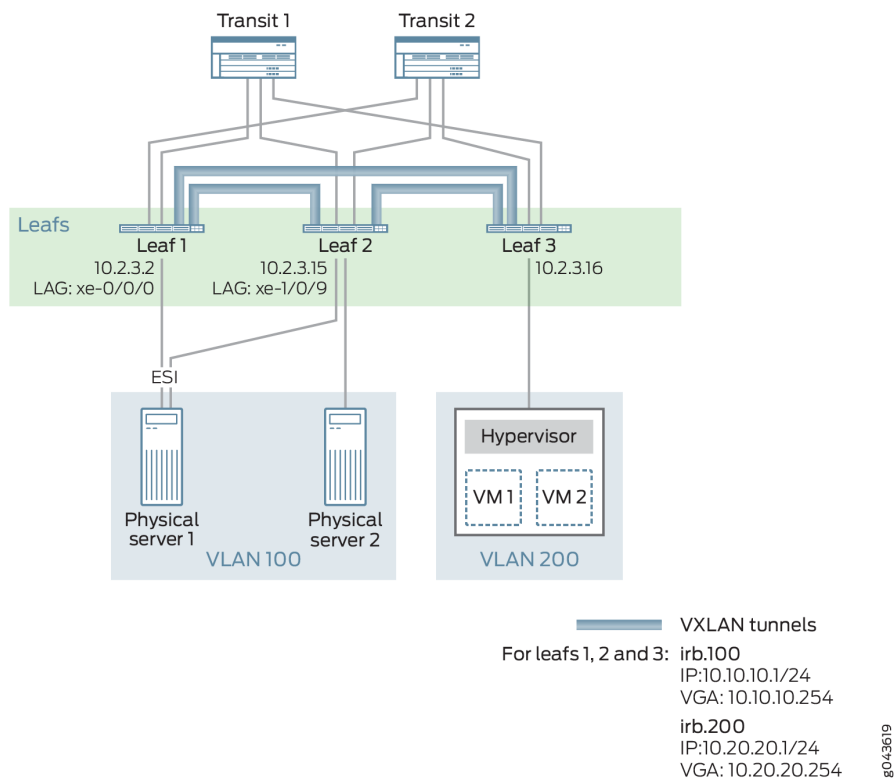 Transit 1
Transit 2
Leafs
Leaf 1
10.2.3.2
LAG: xe-0/0/0
Leaf 2
10.2.3.15
LAG: xe-1/0/9
Leaf 3
10.2.3.16
ESI
Physical
server 1
Physical
server 2
VLAN 100
Hypervisor
VM 1
VM 2
VLAN 200
VXLAN tunnels
For leafs 1, 2 and 3: irb.100
IP:10.10.10.1/24
VGA: 10.10.10.254
irb.200
IP:10.20.20.1/24
VGA: 10.20.20.254
g043619